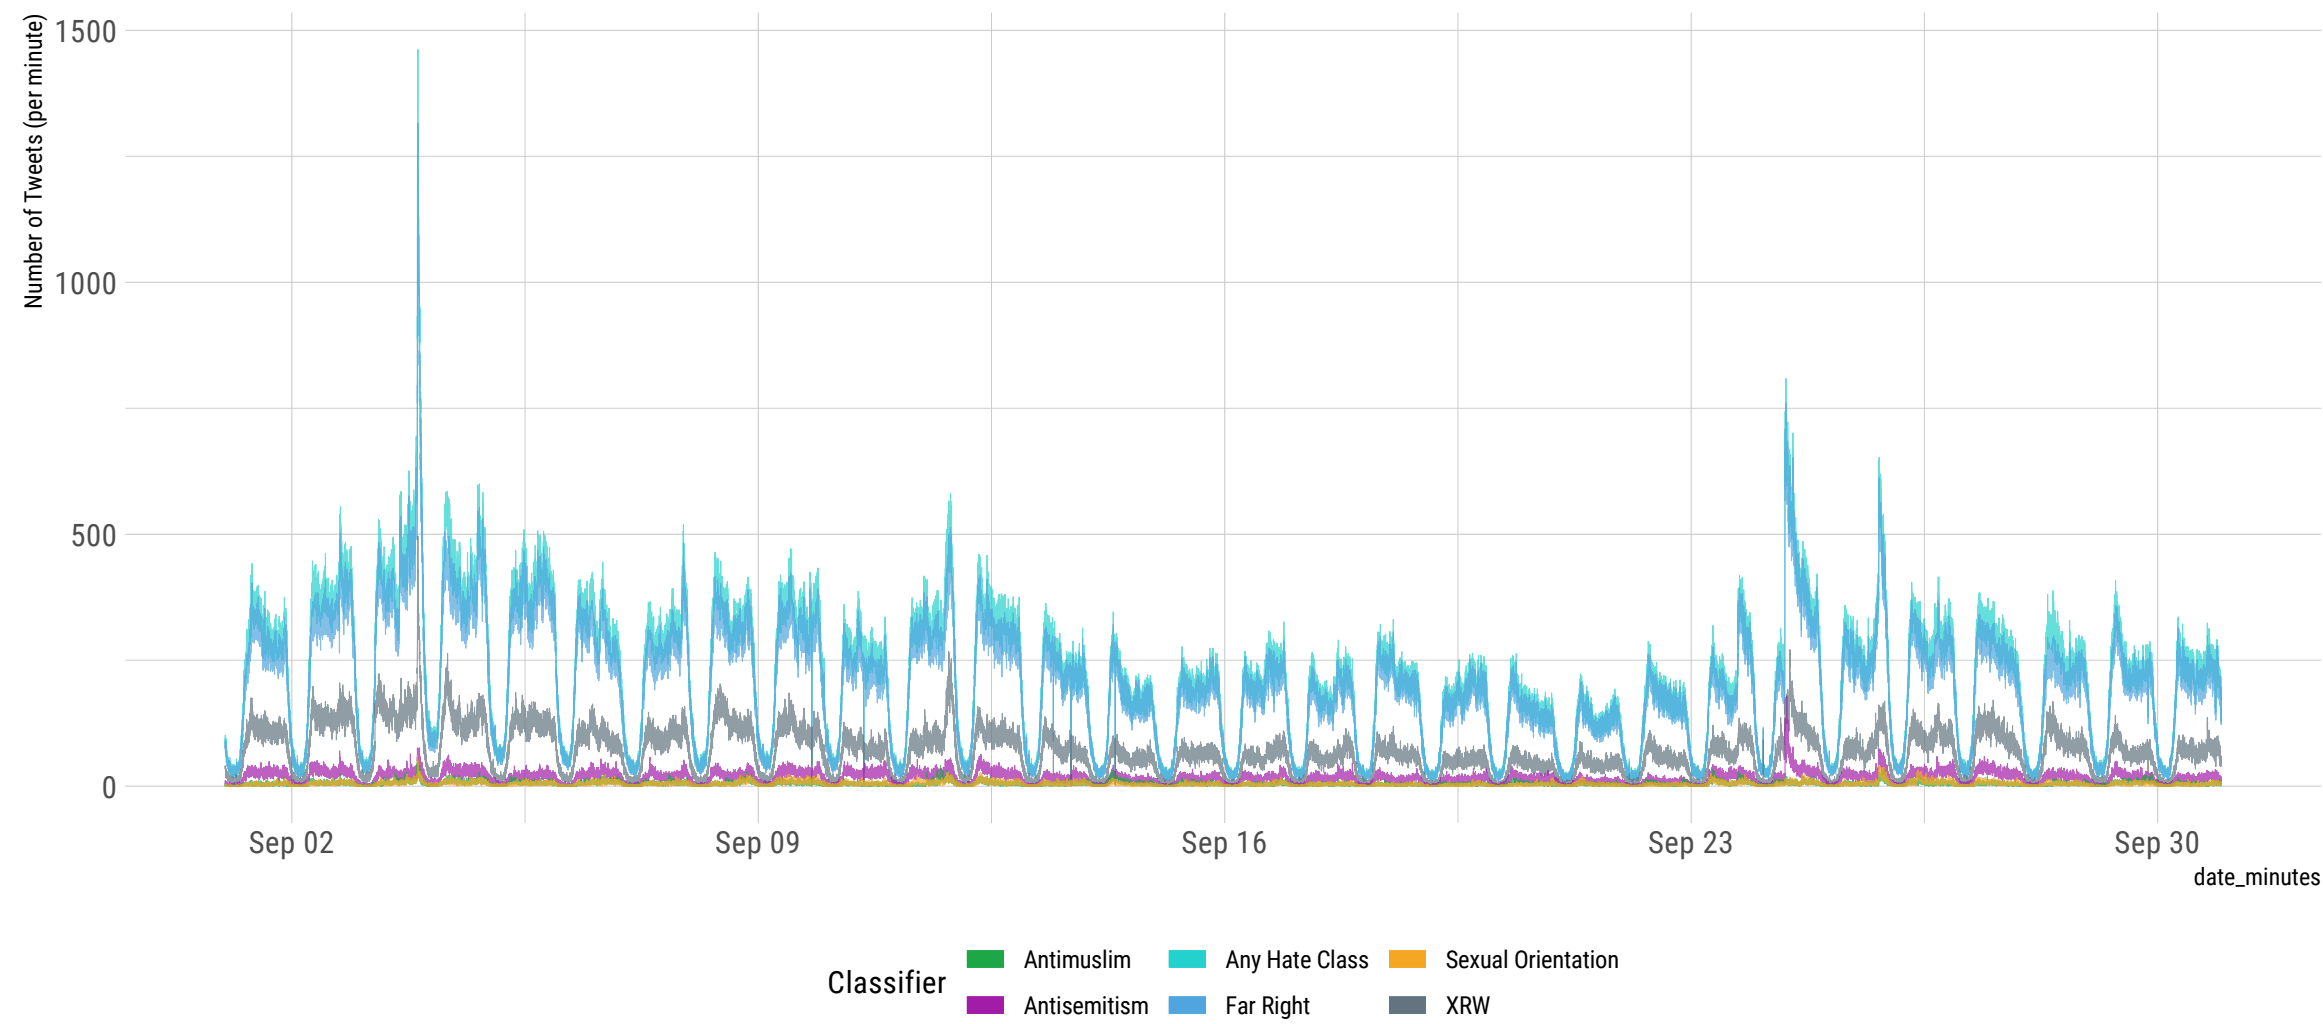 Number of Tweets (per minute)
1500
1000
500
0
Sep 02 Sep 09 Sep 16 Sep 23 Sep 30
date_minutes
Classifier
Antimuslim Any Hate Class Sexual Orientation
Antisemitism Far Right XRW